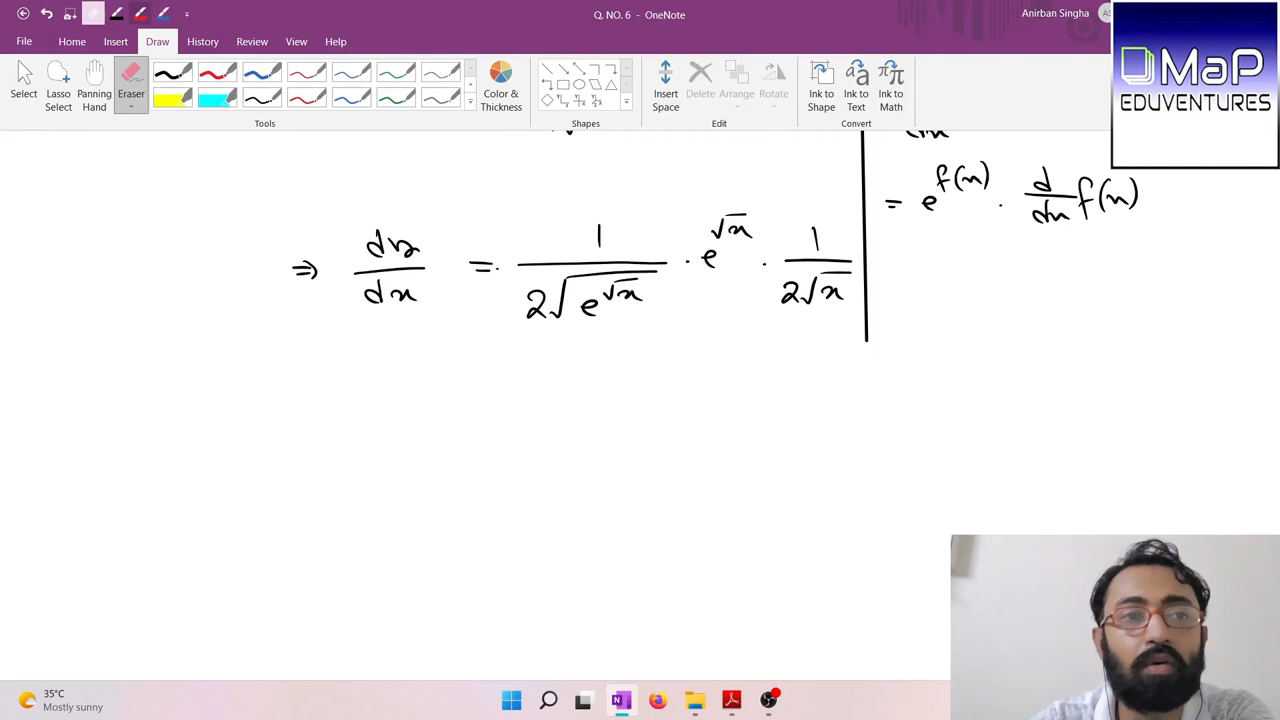 Q. NO. 6 - OneNote
Anirban Singha
File Home Insert Draw History Review View Help
Select
Lasso Select
Panning Hand
Eraser
Color & Thickness
Insert Space
Delete
Arrange
Rotate
Ink to Shape
Ink to Text
Ink to Math
Tools
Shapes
Edit
Convert
MaP
EDUVENTURES
= e^f(x) · d/dx f(x)
⇒ dy/dx = 1/(2√(e^√x)) · e^√x · 1/(2√x)
35°C
Mostly sunny